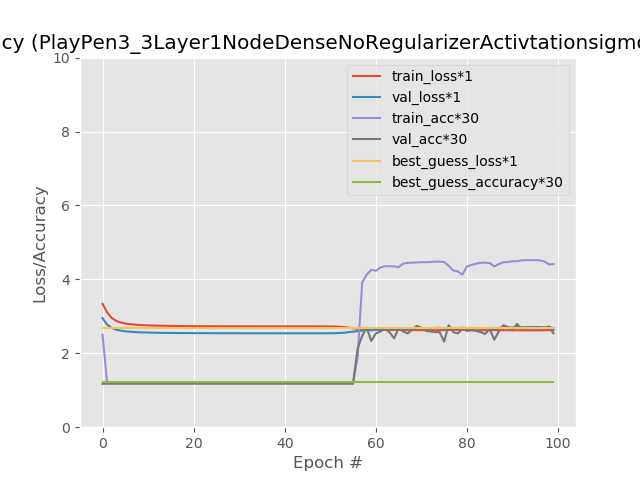 cy (PlayPen3_3Layer1NodeDenseNoRegularizerActivtationsigmo
10
8
6
4
2
0
Loss/Accuracy
train_loss*1
val_loss*1
train_acc*30
val_acc*30
best_guess_loss*1
best_guess_accuracy*30
0 20 40 60 80 100
Epoch #